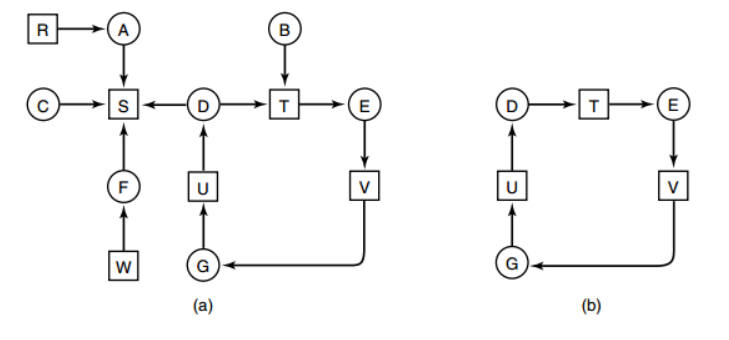 R A B
C S D T E D T E
F U V U V
W G G
(a) (b)